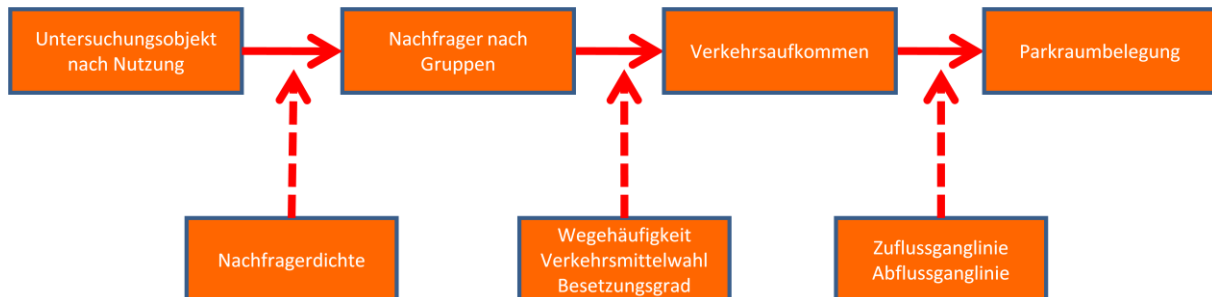 Untersuchungsobjekt
nach Nutzung
Nachfrager nach
Gruppen
Verkehrsaufkommen
Parkraumbelegung
Nachfragerdichte
Wegehäufigkeit
Verkehrsmittelwahl
Besetzungsgrad
Zuflussganglinie
Abflussganglinie